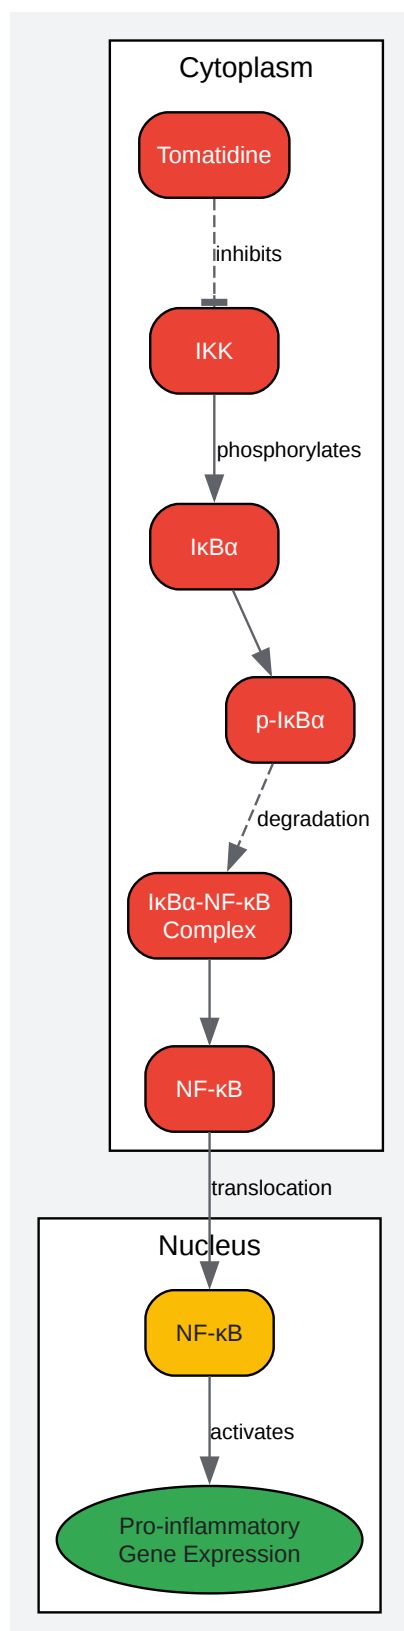 Cytoplasm
Tomatidine
inhibits
IKK
phosphorylates
IκBα
p-IκBα
degradation
IκBα-NF-κB
Complex
NF-κB
translocation
Nucleus
NF-κB
activates
Pro-inflammatory
Gene Expression